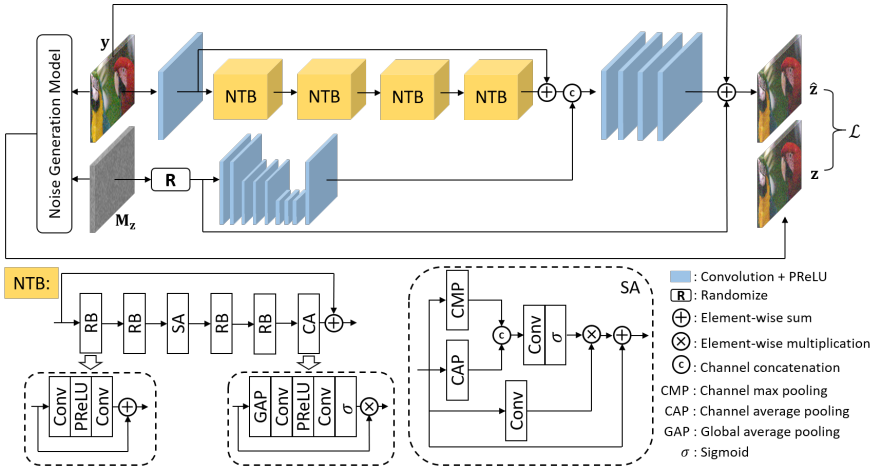 y
Noise Generation Model
NTB
NTB
NTB
NTB
c
ẑ
ℒ
R
M_z
z
NTB:
RB
RB
SA
RB
RB
CA
Conv
PReLU
Conv
GAP
Conv
PReLU
Conv
σ
SA
CMP
CAP
c
Conv
σ
Conv
: Convolution + PReLU
R : Randomize
: Element-wise sum
: Element-wise multiplication
c : Channel concatenation
CMP : Channel max pooling
CAP : Channel average pooling
GAP : Global average pooling
σ : Sigmoid